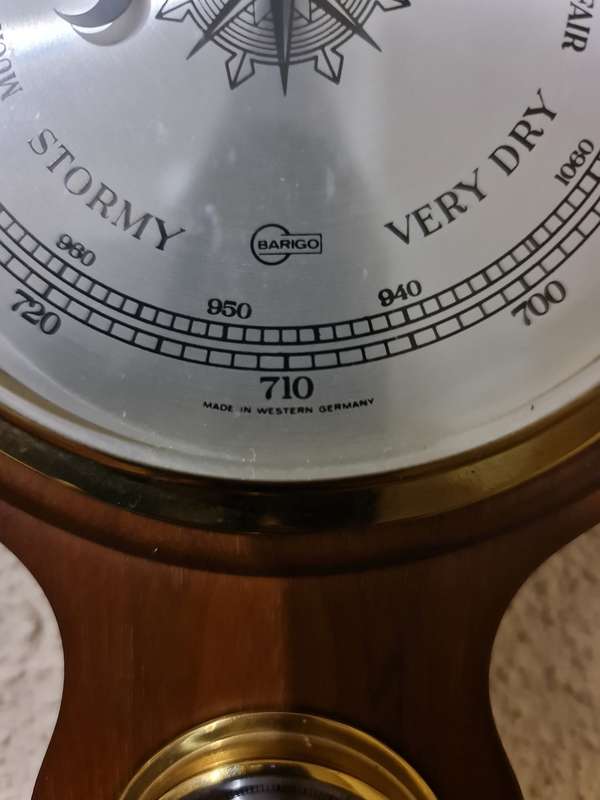 FAIR
STORMY
VERY DRY
BARIGO
960
950
940
1060
720
710
700
MADE IN WESTERN GERMANY